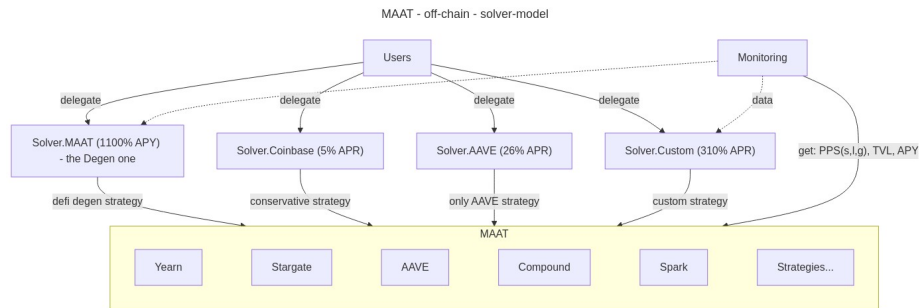 MAAT - off-chain - solver-model
Users
Monitoring
delegate
delegate
delegate
delegate
data
Solver.MAAT (1100% APY)
- the Degen one
Solver.Coinbase (5% APR)
Solver.AAVE (26% APR)
Solver.Custom (310% APR)
get: PPS(s,l,g), TVL, APY
defi degen strategy
conservative strategy
only AAVE strategy
custom strategy
MAAT
Yearn
Stargate
AAVE
Compound
Spark
Strategies...